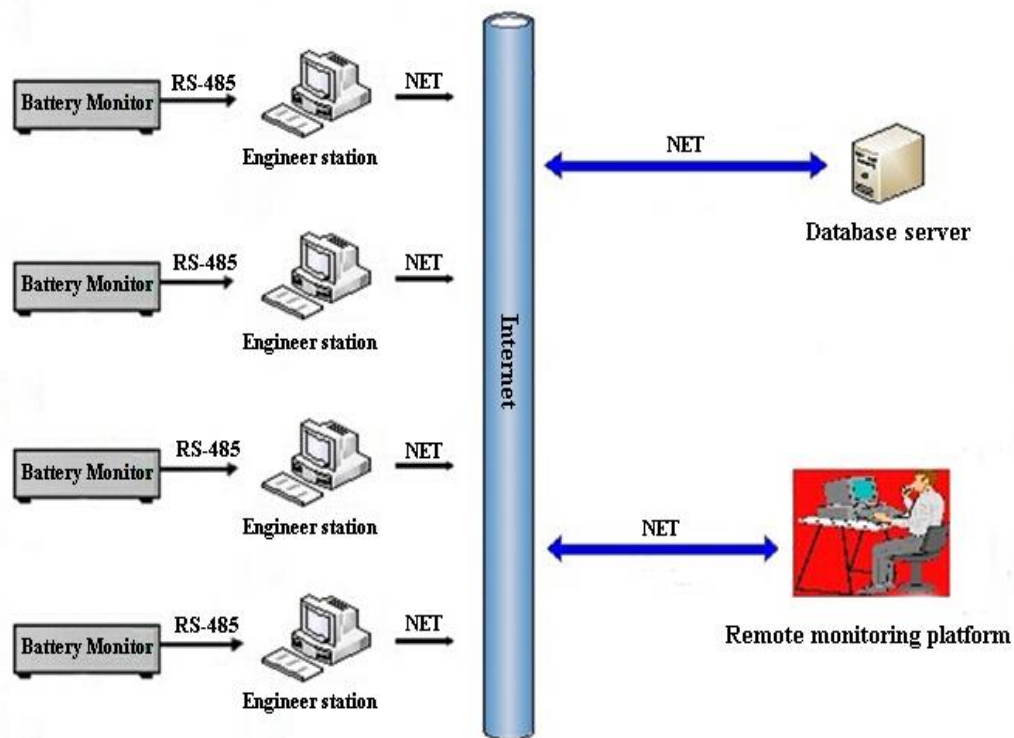 RS-485
NET
Battery Monitor
Engineer station
NET
Database server
RS-485
NET
Battery Monitor
Engineer station
Internet
RS-485
NET
Battery Monitor
Engineer station
NET
Remote monitoring platform
RS-485
NET
Battery Monitor
Engineer station